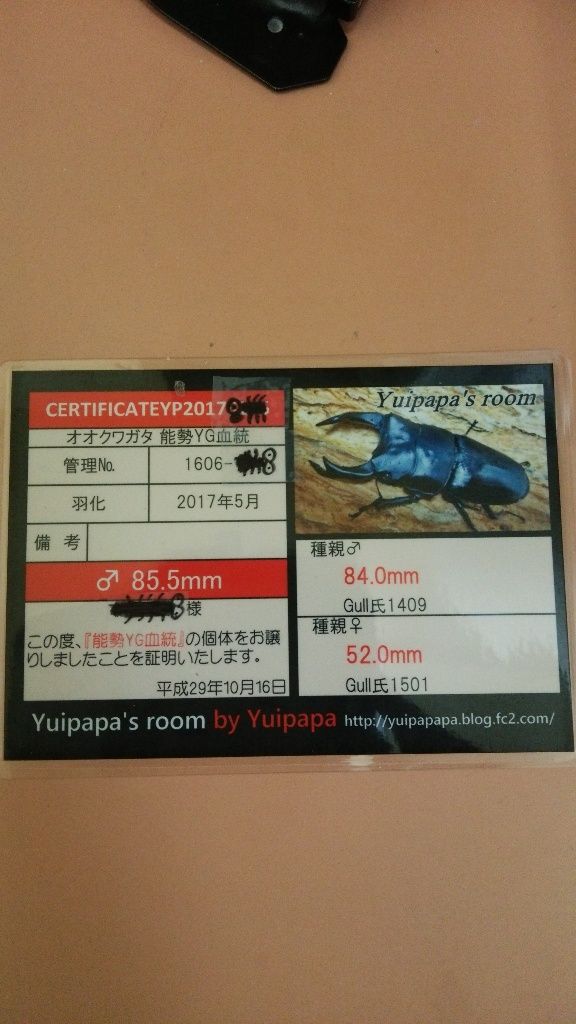 CERTIFICATEYP2017
オオクワガタ 能勢YG血統
管理No. 1606-
羽化 2017年5月
備 考
♂ 85.5mm
様
この度、『能勢YG血統』の個体をお譲
りしましたことを証明いたします。
平成29年10月16日
Yuipapa's room
種親♂
84.0mm
Gull氏1409
種親♀
52.0mm
Gull氏1501
Yuipapa's room by Yuipapa http://yuipapapa.blog.fc2.com/